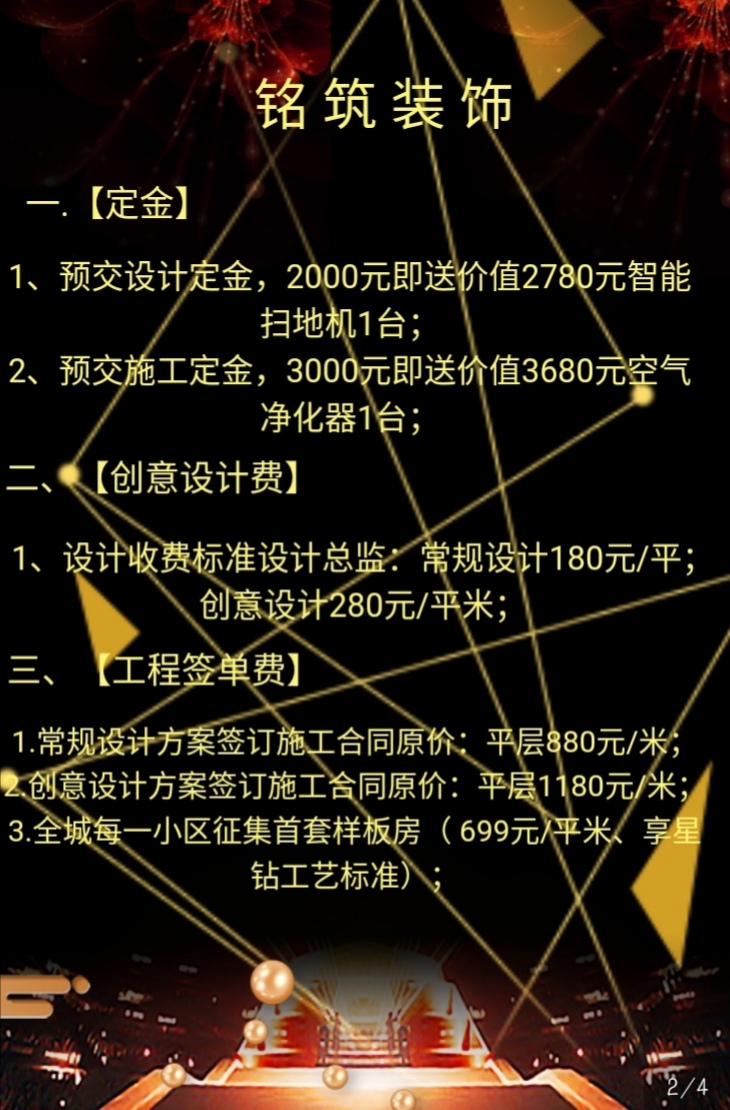 铭筑装饰
一.【定金】
1、预交设计定金，2000元即送价值2780元智能
扫地机1台；
2、预交施工定金，3000元即送价值3680元空气
净化器1台；
二、【创意设计费】
1、设计收费标准设计总监：常规设计180元/平；
创意设计280元/平米；
三、【工程签单费】
1.常规设计方案签订施工合同原价：平层880元/米；
2.创意设计方案签订施工合同原价：平层1180元/米；
3.全城每一小区征集首套样板房（ 699元/平米、享星
钻工艺标准）；
2/4